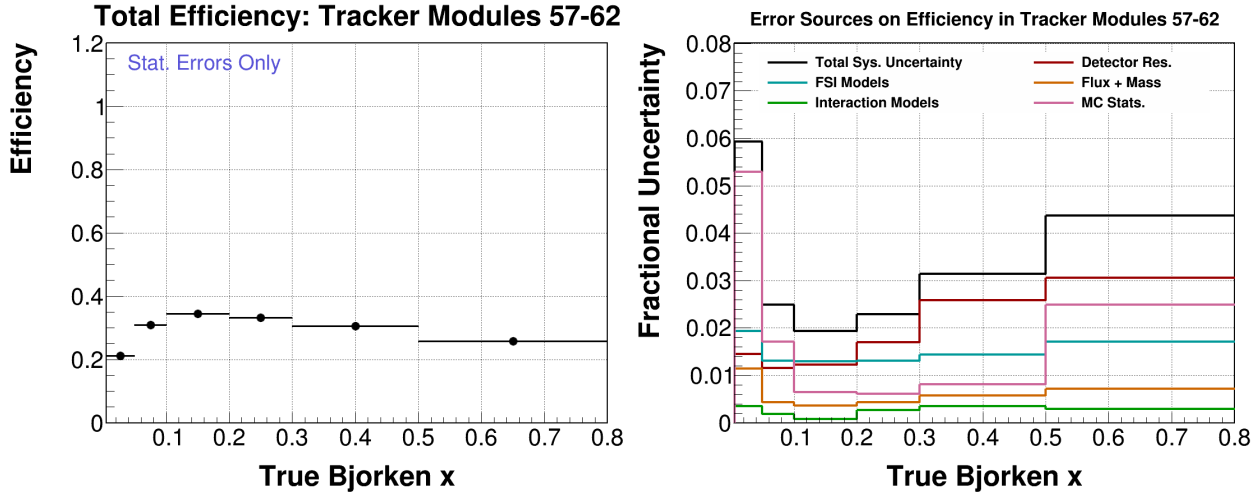 Total Efficiency: Tracker Modules 57-62
Stat. Errors Only
Efficiency
1.2
1
0.8
0.6
0.4
0.2
0
0.1 0.2 0.3 0.4 0.5 0.6 0.7 0.8
True Bjorken x
Error Sources on Efficiency in Tracker Modules 57-62
Fractional Uncertainty
0.08
0.07
0.06
0.05
0.04
0.03
0.02
0.01
0
Total Sys. Uncertainty
FSI Models
Interaction Models
Detector Res.
Flux + Mass
MC Stats.
0.1 0.2 0.3 0.4 0.5 0.6 0.7 0.8
True Bjorken x